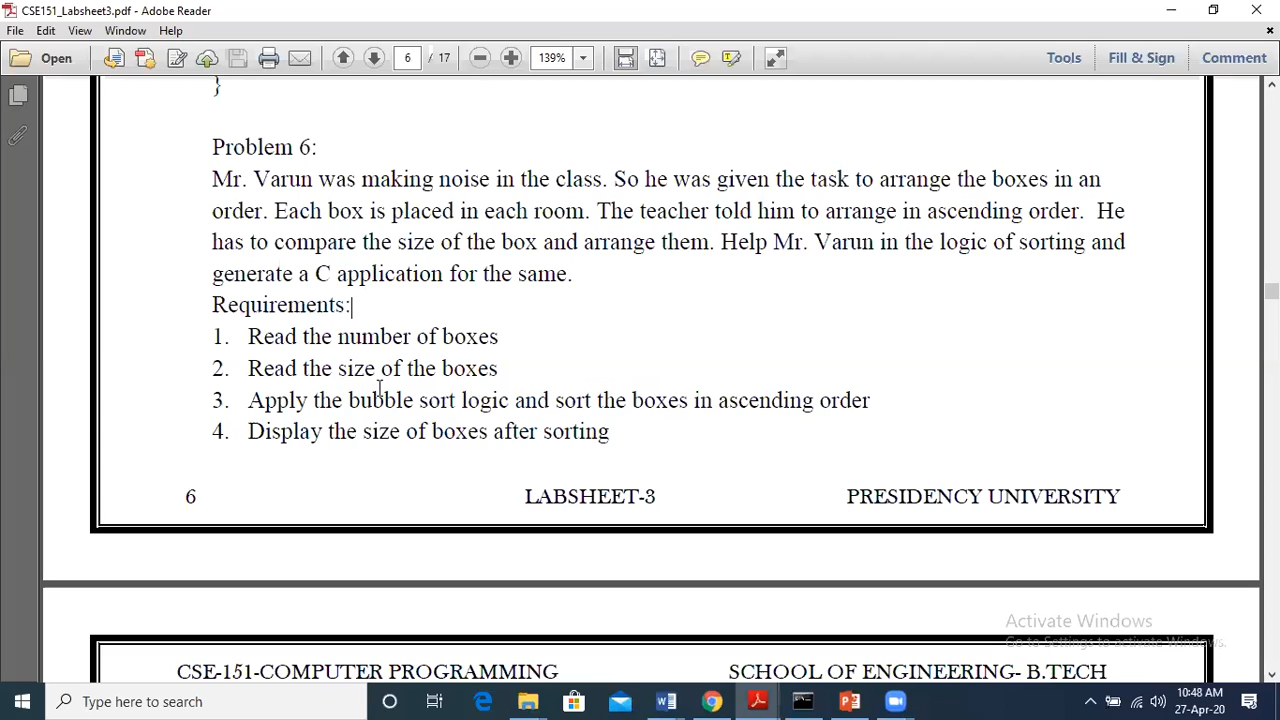 CSE151_Labsheet3.pdf - Adobe Reader
File Edit View Window Help
Open 6 / 17 139% Tools Fill & Sign Comment
}
Problem 6:
Mr. Varun was making noise in the class. So he was given the task to arrange the boxes in an
order. Each box is placed in each room. The teacher told him to arrange in ascending order. He
has to compare the size of the box and arrange them. Help Mr. Varun in the logic of sorting and
generate a C application for the same.
Requirements:
1. Read the number of boxes
2. Read the size of the boxes
3. Apply the bubble sort logic and sort the boxes in ascending order
4. Display the size of boxes after sorting
6 LABSHEET-3 PRESIDENCY UNIVERSITY
Activate Windows
Go to Settings to activate Windows.
CSE-151-COMPUTER PROGRAMMING SCHOOL OF ENGINEERING- B.TECH
Type here to search
10:48 AM
27-Apr-20